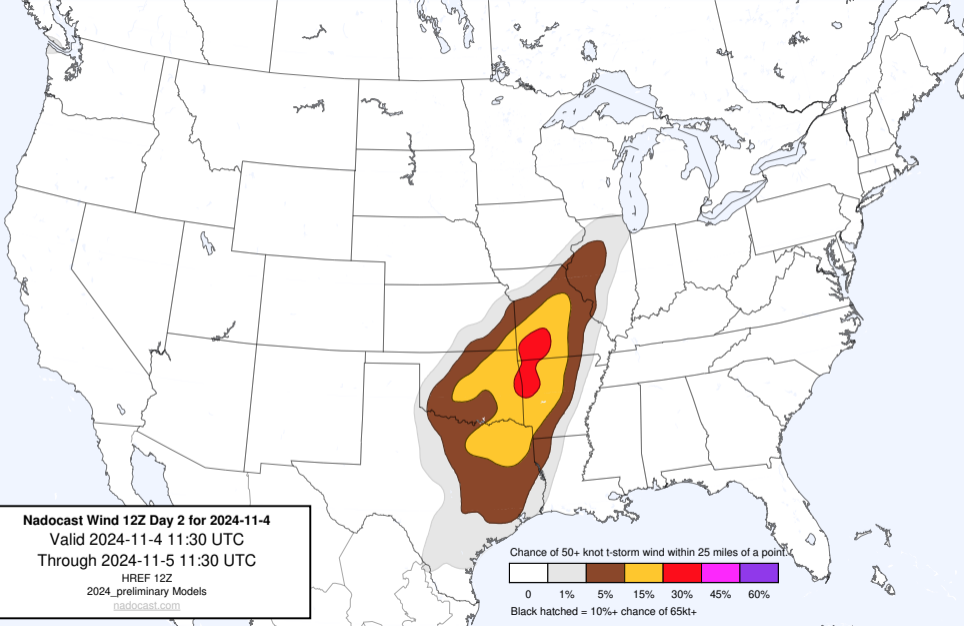 Nadocast Wind 12Z Day 2 for 2024-11-4
Valid 2024-11-4 11:30 UTC
Through 2024-11-5 11:30 UTC
HREF 12Z
2024_preliminary Models
nadocast.com
Chance of 50+ knot t-storm wind within 25 miles of a point.
0 1% 5% 15% 30% 45% 60%
Black hatched = 10%+ chance of 65kt+